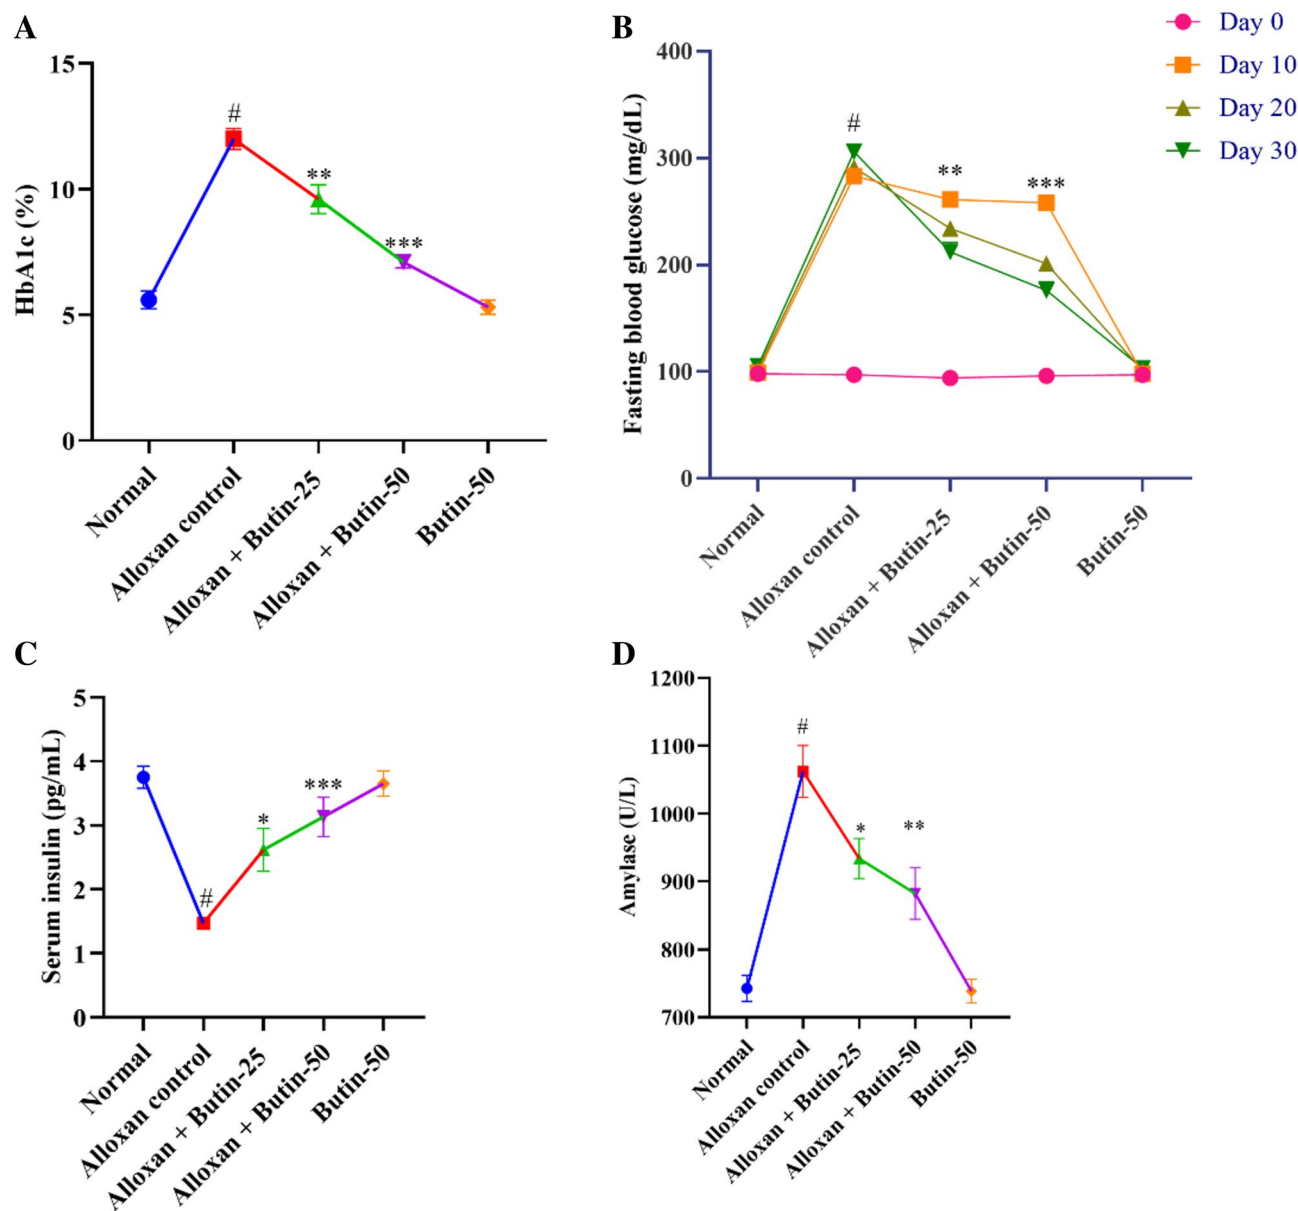 A
HbA1c (%)
15
10
5
0
#
**
***
Normal
Alloxan control
Alloxan + Butin-25
Alloxan + Butin-50
Butin-50
B
Fasting blood glucose (mg/dL)
400
300
200
100
0
#
**
***
Day 0
Day 10
Day 20
Day 30
Normal
Alloxan control
Alloxan + Butin-25
Alloxan + Butin-50
Butin-50
C
Serum insulin (pg/mL)
5
4
3
2
1
0
#
*
***
Normal
Alloxan control
Alloxan + Butin-25
Alloxan + Butin-50
Butin-50
D
Amylase (U/L)
1200
1100
1000
900
800
700
#
*
**
Normal
Alloxan control
Alloxan + Butin-25
Alloxan + Butin-50
Butin-50